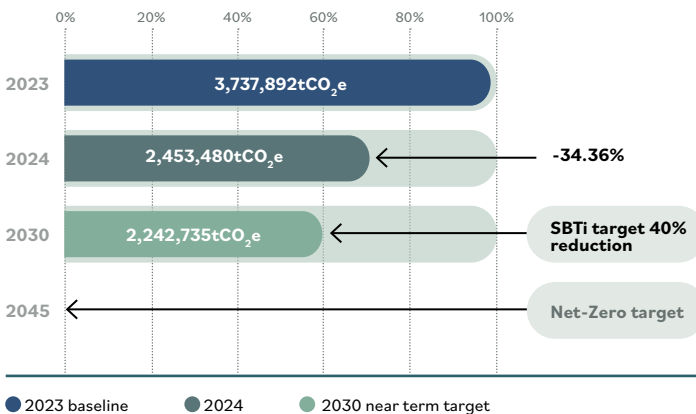 0% 20% 40% 60% 80% 100%
2023 3,737,892tCO₂e
2024 2,453,480tCO₂e -34.36%
2030 2,242,735tCO₂e SBTi target 40%
reduction
2045 Net-Zero target
2023 baseline 2024 2030 near term target